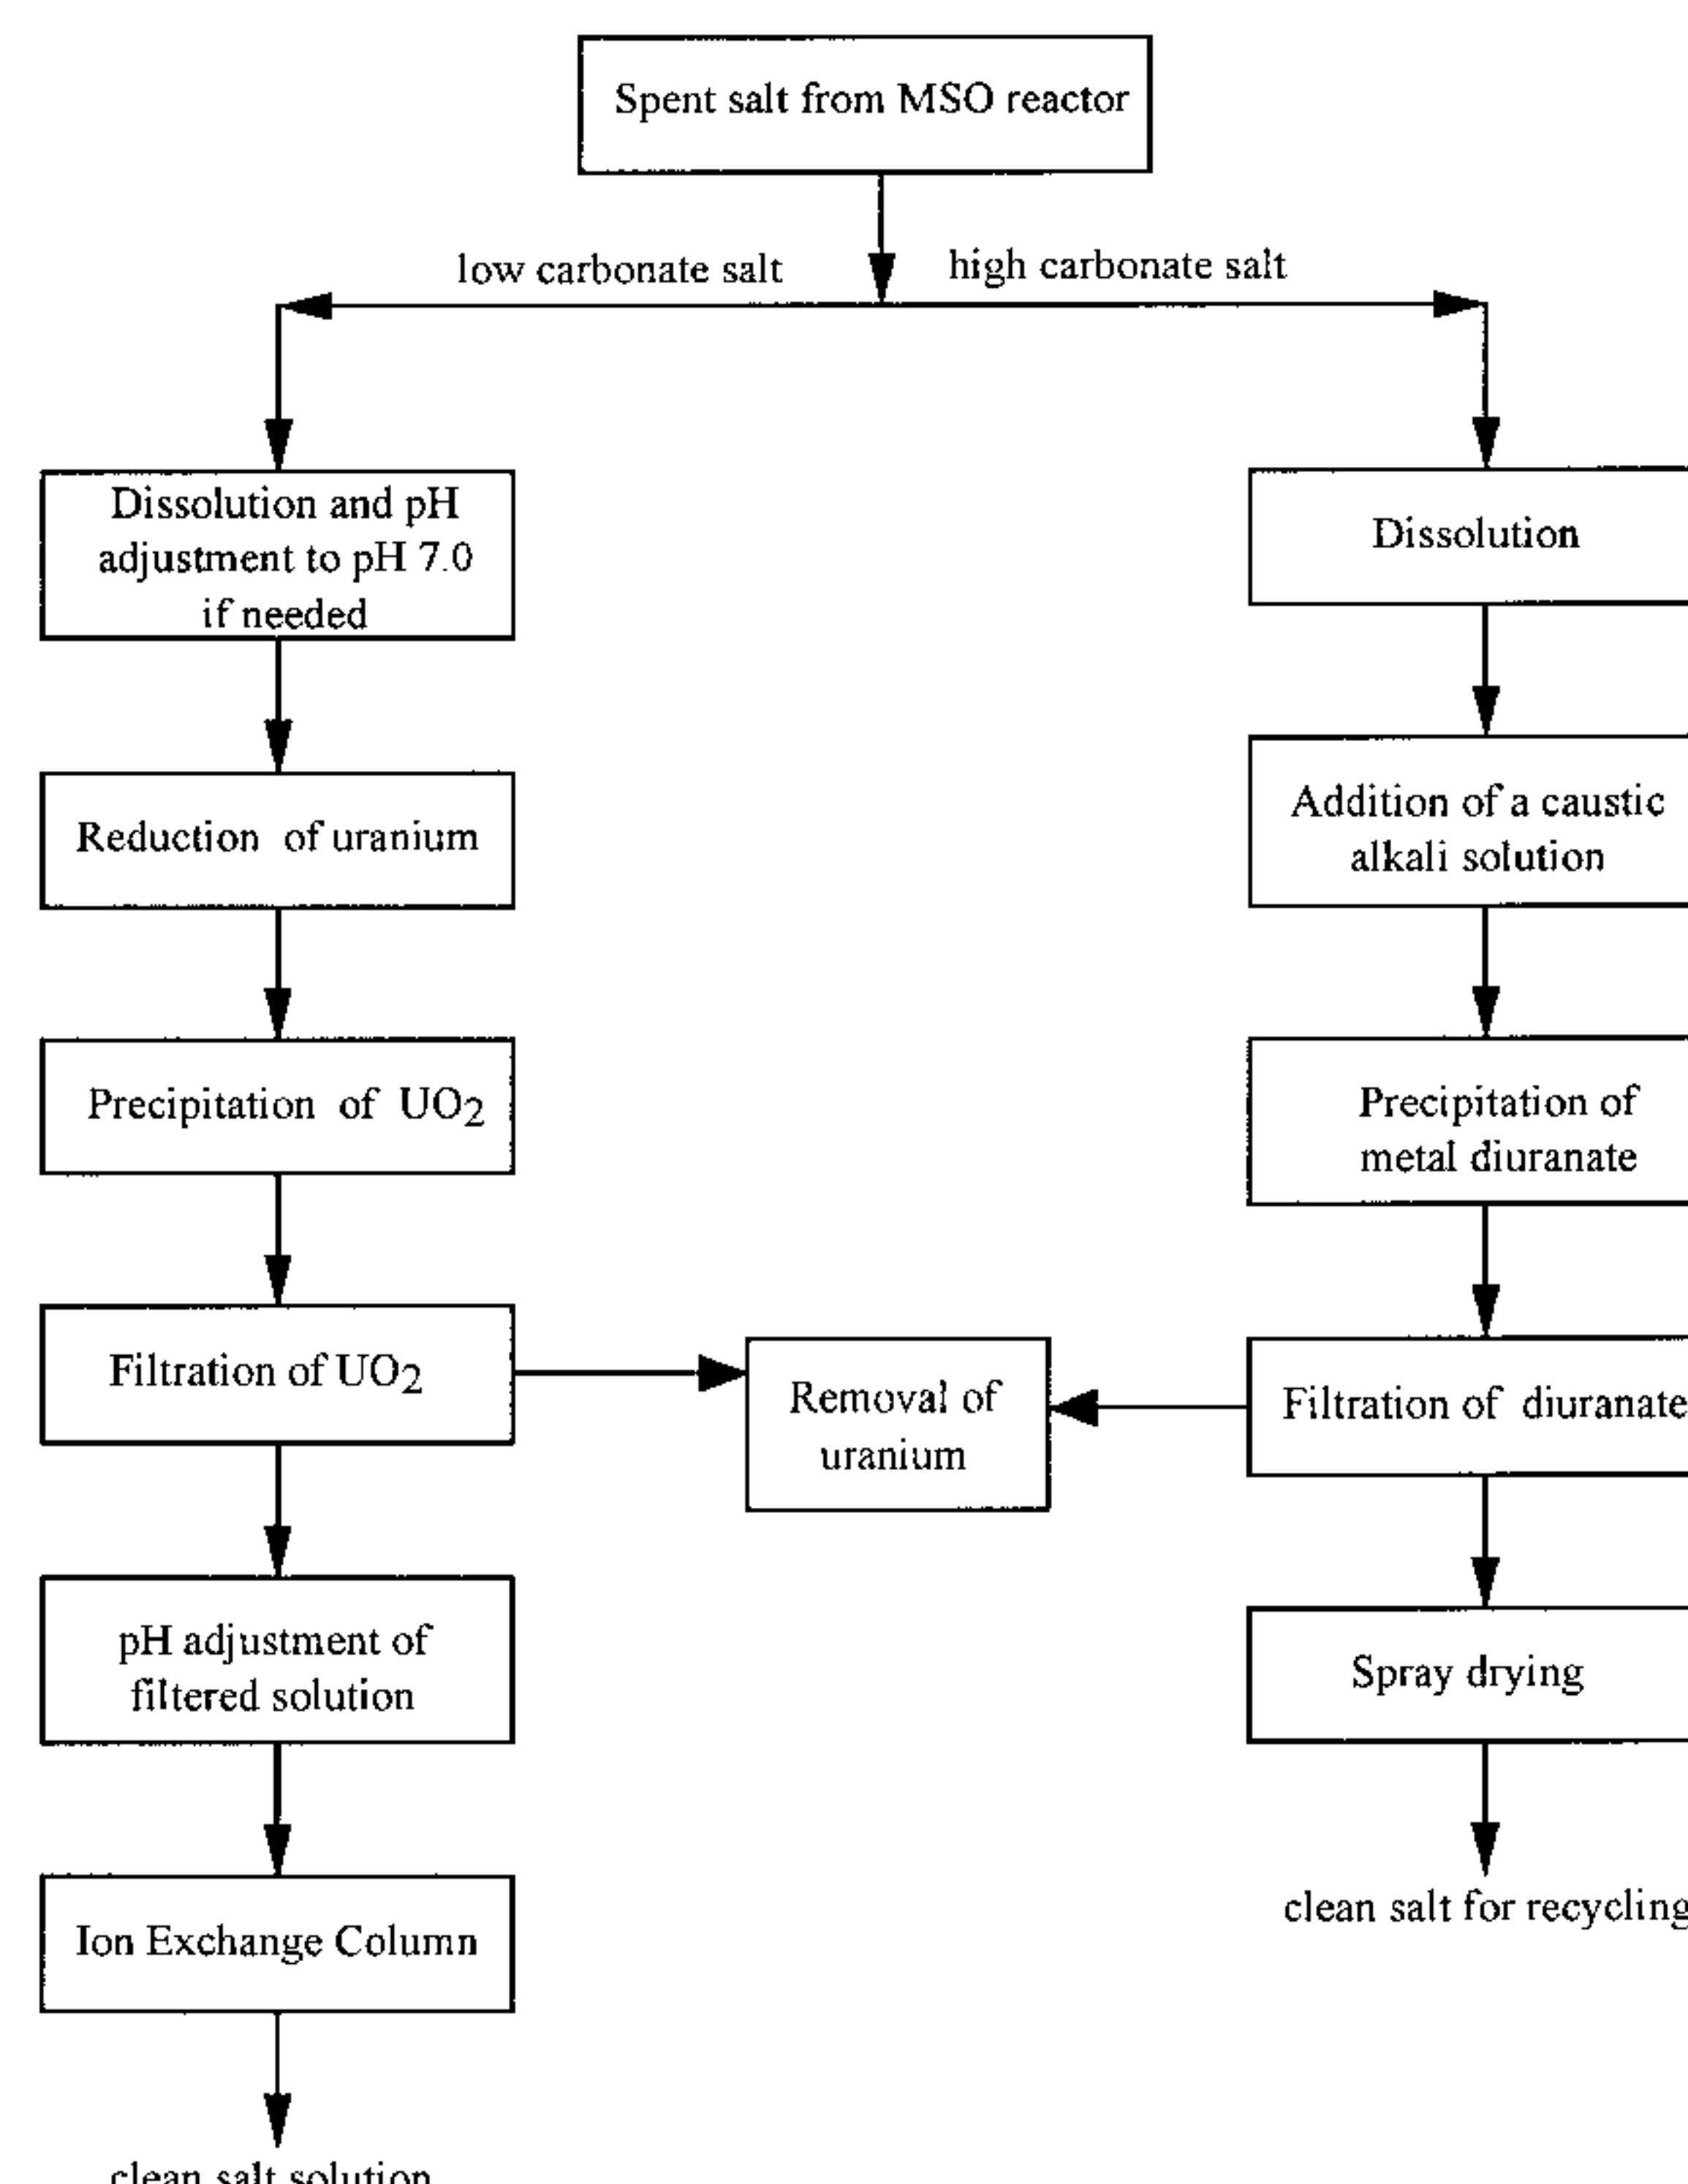 Spent salt from MSO reactor
low carbonate salt
high carbonate salt
Dissolution and pH
adjustment to pH 7.0
if needed
Reduction of uranium
Precipitation of UO2
Filtration of UO2
pH adjustment of
filtered solution
Ion Exchange Column
clean salt solution
Removal of
uranium
Dissolution
Addition of a caustic
alkali solution
Precipitation of
metal diuranate
Filtration of diuranate
Spray drying
clean salt for recycling